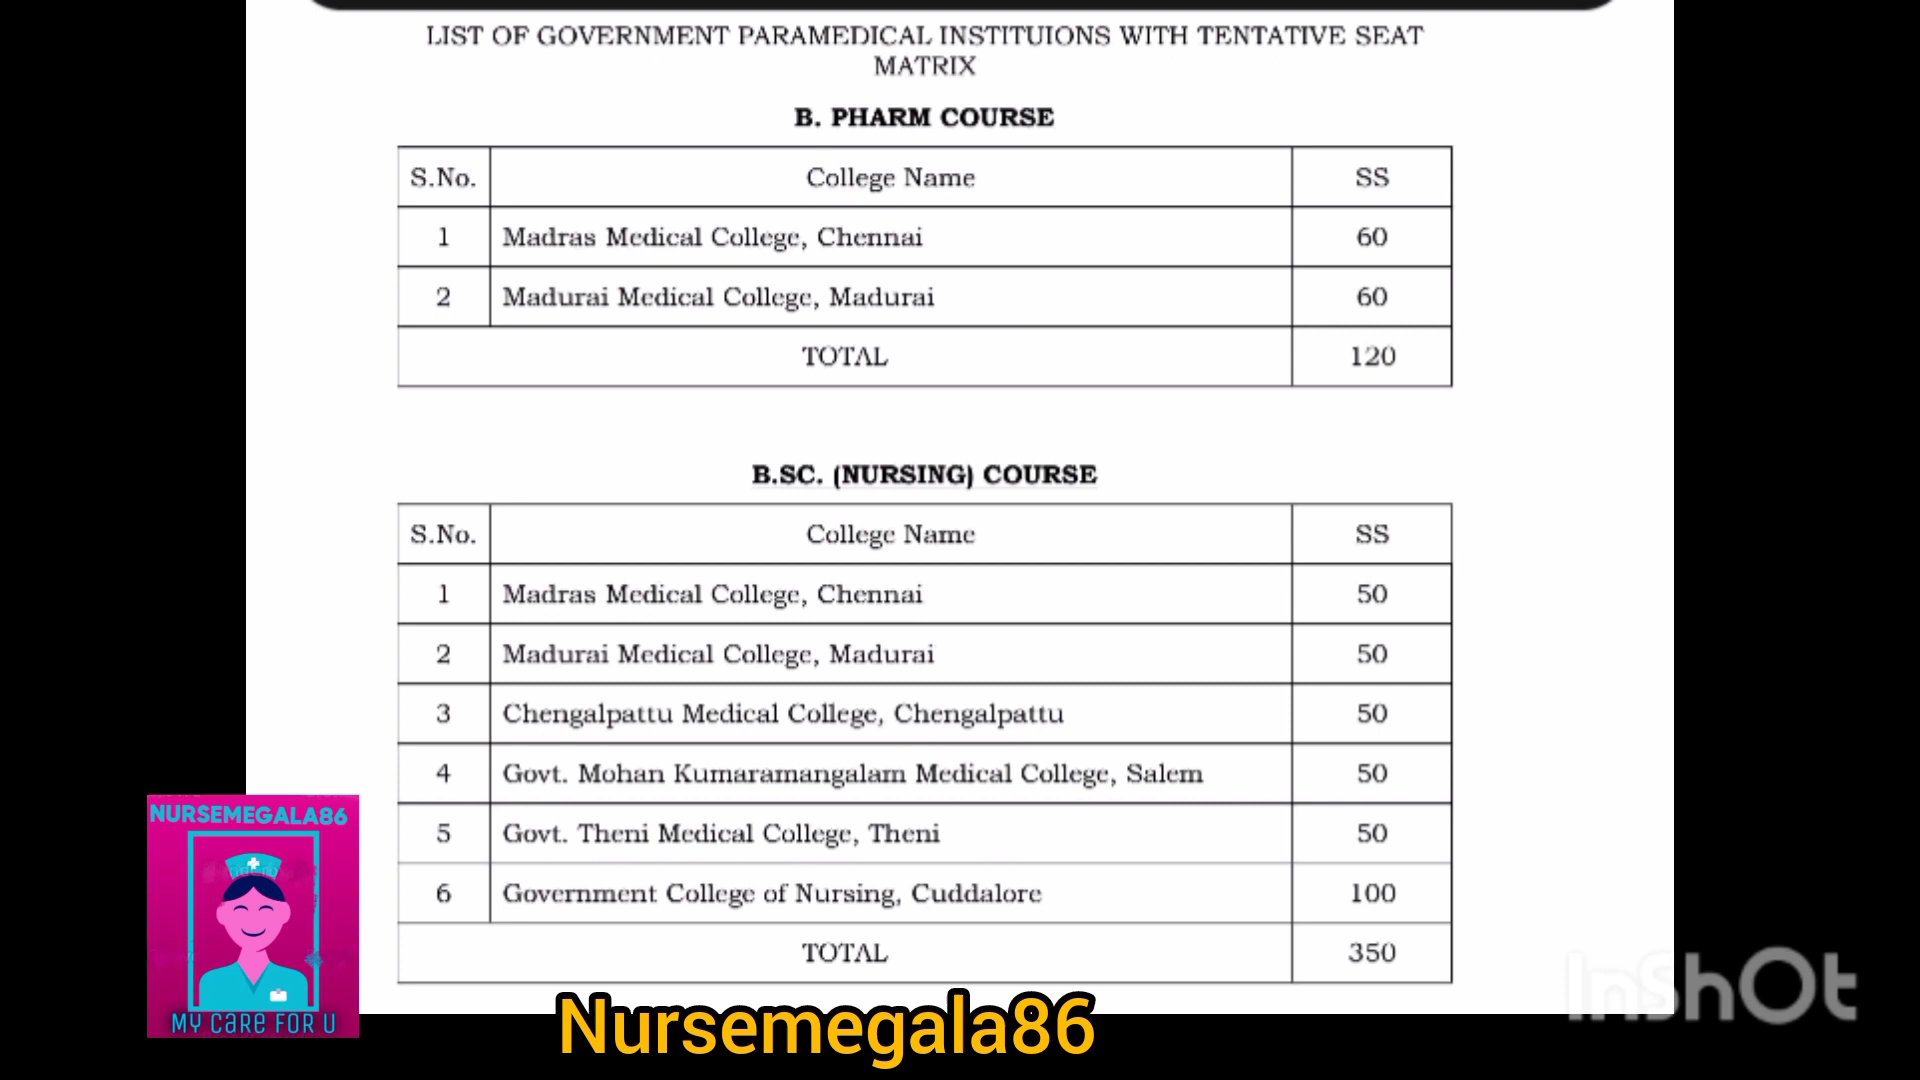 LIST OF GOVERNMENT PARAMEDICAL INSTITUIONS WITH TENTATIVE SEAT
MATRIX
B. PHARM COURSE
S.No. College Name SS
1 Madras Medical College, Chennai 60
2 Madurai Medical College, Madurai 60
TOTAL 120
B.SC. (NURSING) COURSE
S.No. College Name SS
1 Madras Medical College, Chennai 50
2 Madurai Medical College, Madurai 50
3 Chengalpattu Medical College, Chengalpattu 50
4 Govt. Mohan Kumaramangalam Medical College, Salem 50
5 Govt. Theni Medical College, Theni 50
6 Government College of Nursing, Cuddalore 100
TOTAL 350
NURSEMEGALA86
MY CARE FOR U
Nursemegala86
InShOt